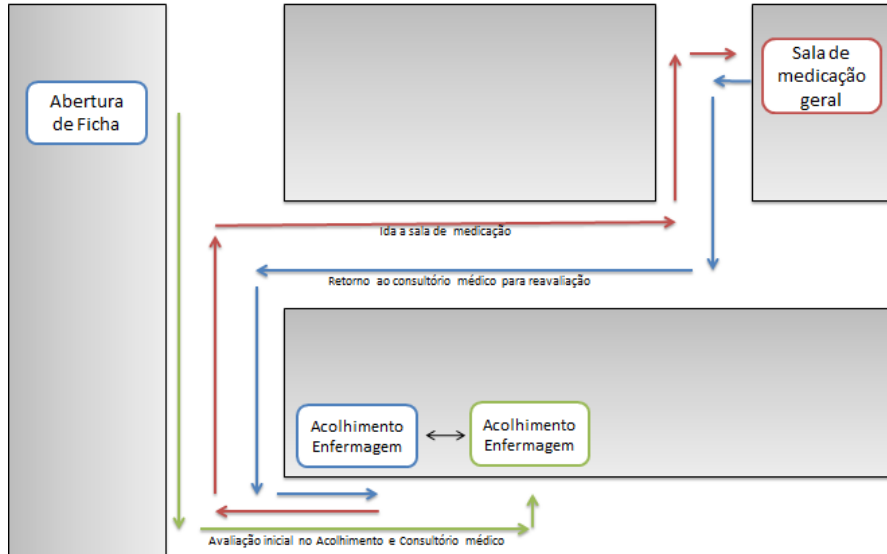 Abertura
de Ficha
Sala de
medicação
geral
Ida a sala de medicação
Retorno ao consultório médico para reavaliação
Acolhimento
Enfermagem
Acolhimento
Enfermagem
Avaliação inicial no Acolhimento e Consultório médico